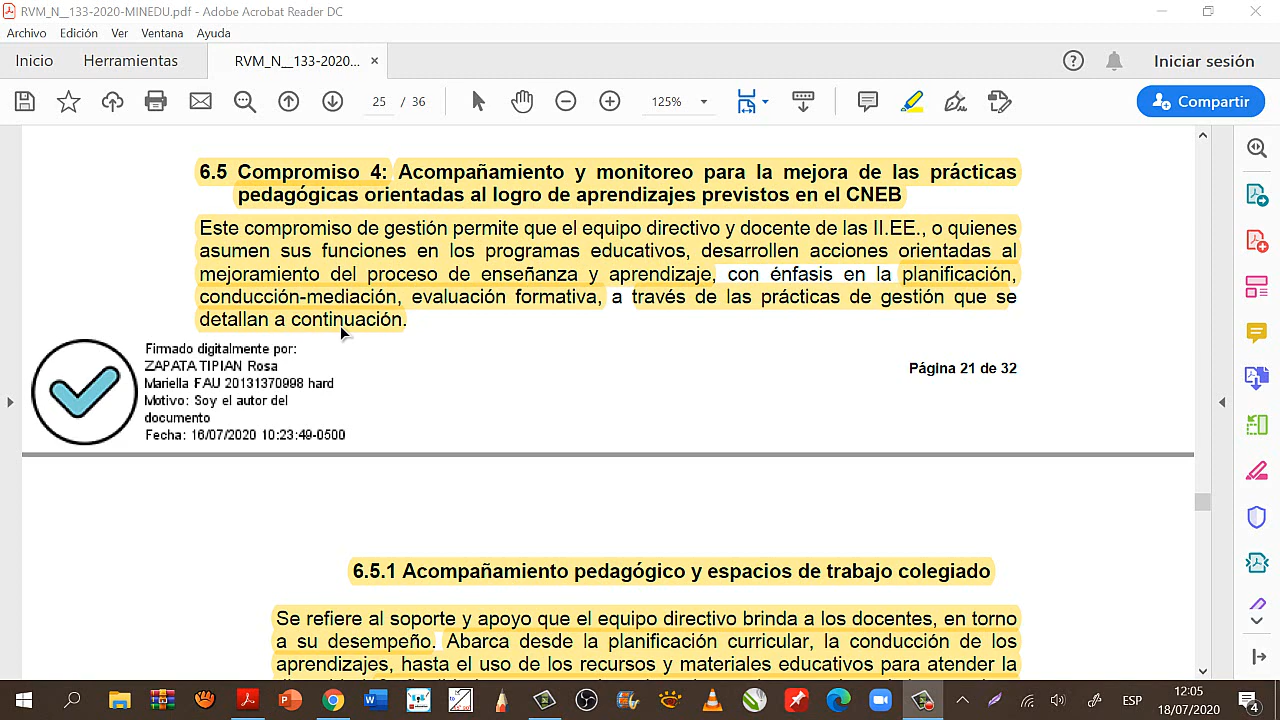 RVM_N__133-2020-MINEDU.pdf - Adobe Acrobat Reader DC
Archivo Edición Ver Ventana Ayuda
Inicio Herramientas RVM_N__133-2020... × Iniciar sesión
25 / 36 125% Compartir
6.5 Compromiso 4: Acompañamiento y monitoreo para la mejora de las prácticas
pedagógicas orientadas al logro de aprendizajes previstos en el CNEB
Este compromiso de gestión permite que el equipo directivo y docente de las II.EE., o quienes
asumen sus funciones en los programas educativos, desarrollen acciones orientadas al
mejoramiento del proceso de enseñanza y aprendizaje, con énfasis en la planificación,
conducción-mediación, evaluación formativa, a través de las prácticas de gestión que se
detallan a continuación.
Firmado digitalmente por:
ZAPATA TIPIAN Rosa
Mariella FAU 20131370998 hard
Motivo: Soy el autor del
documento
Fecha: 16/07/2020 10:23:49-0500
Página 21 de 32
6.5.1 Acompañamiento pedagógico y espacios de trabajo colegiado
Se refiere al soporte y apoyo que el equipo directivo brinda a los docentes, en torno
a su desempeño. Abarca desde la planificación curricular, la conducción de los
aprendizajes, hasta el uso de los recursos y materiales educativos para atender la
ESP
12:05
18/07/2020
4